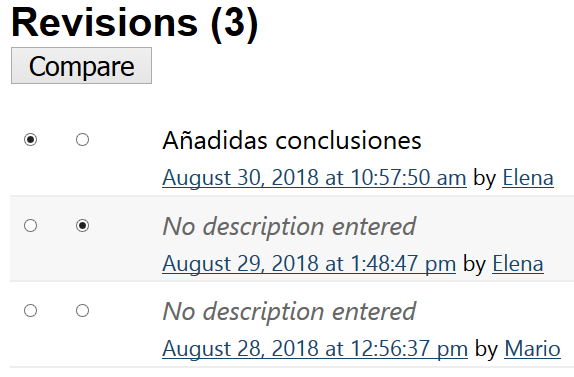 Revisions (3)
Compare
Añadidas conclusiones
August 30, 2018 at 10:57:50 am by Elena
No description entered
August 29, 2018 at 1:48:47 pm by Elena
No description entered
August 28, 2018 at 12:56:37 pm by Mario